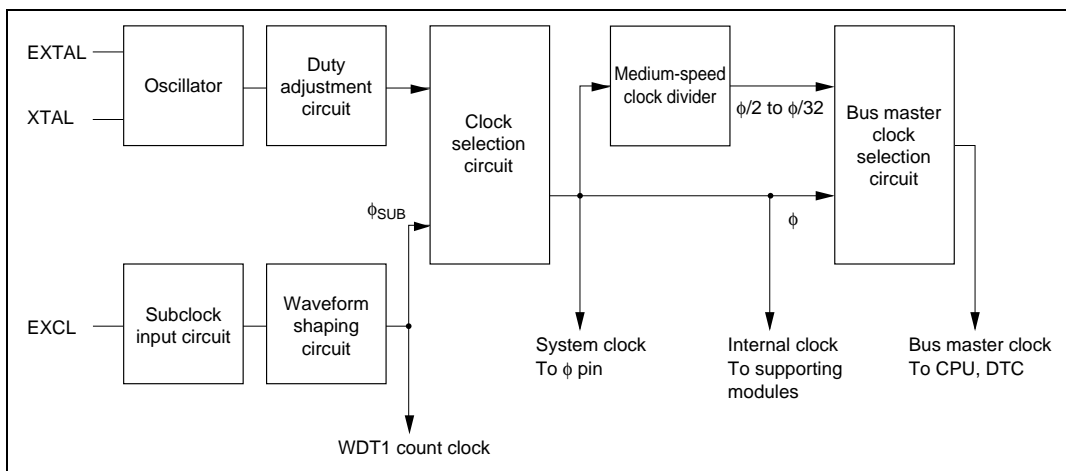 EXTAL
XTAL
Oscillator
Duty
adjustment
circuit
Clock
selection
circuit
Medium-speed
clock divider
ϕ/2 to ϕ/32
Bus master
clock
selection
circuit
ϕSUB
ϕ
EXCL
Subclock
input circuit
Waveform
shaping
circuit
System clock
To ϕ pin
Internal clock
To supporting
modules
Bus master clock
To CPU, DTC
WDT1 count clock